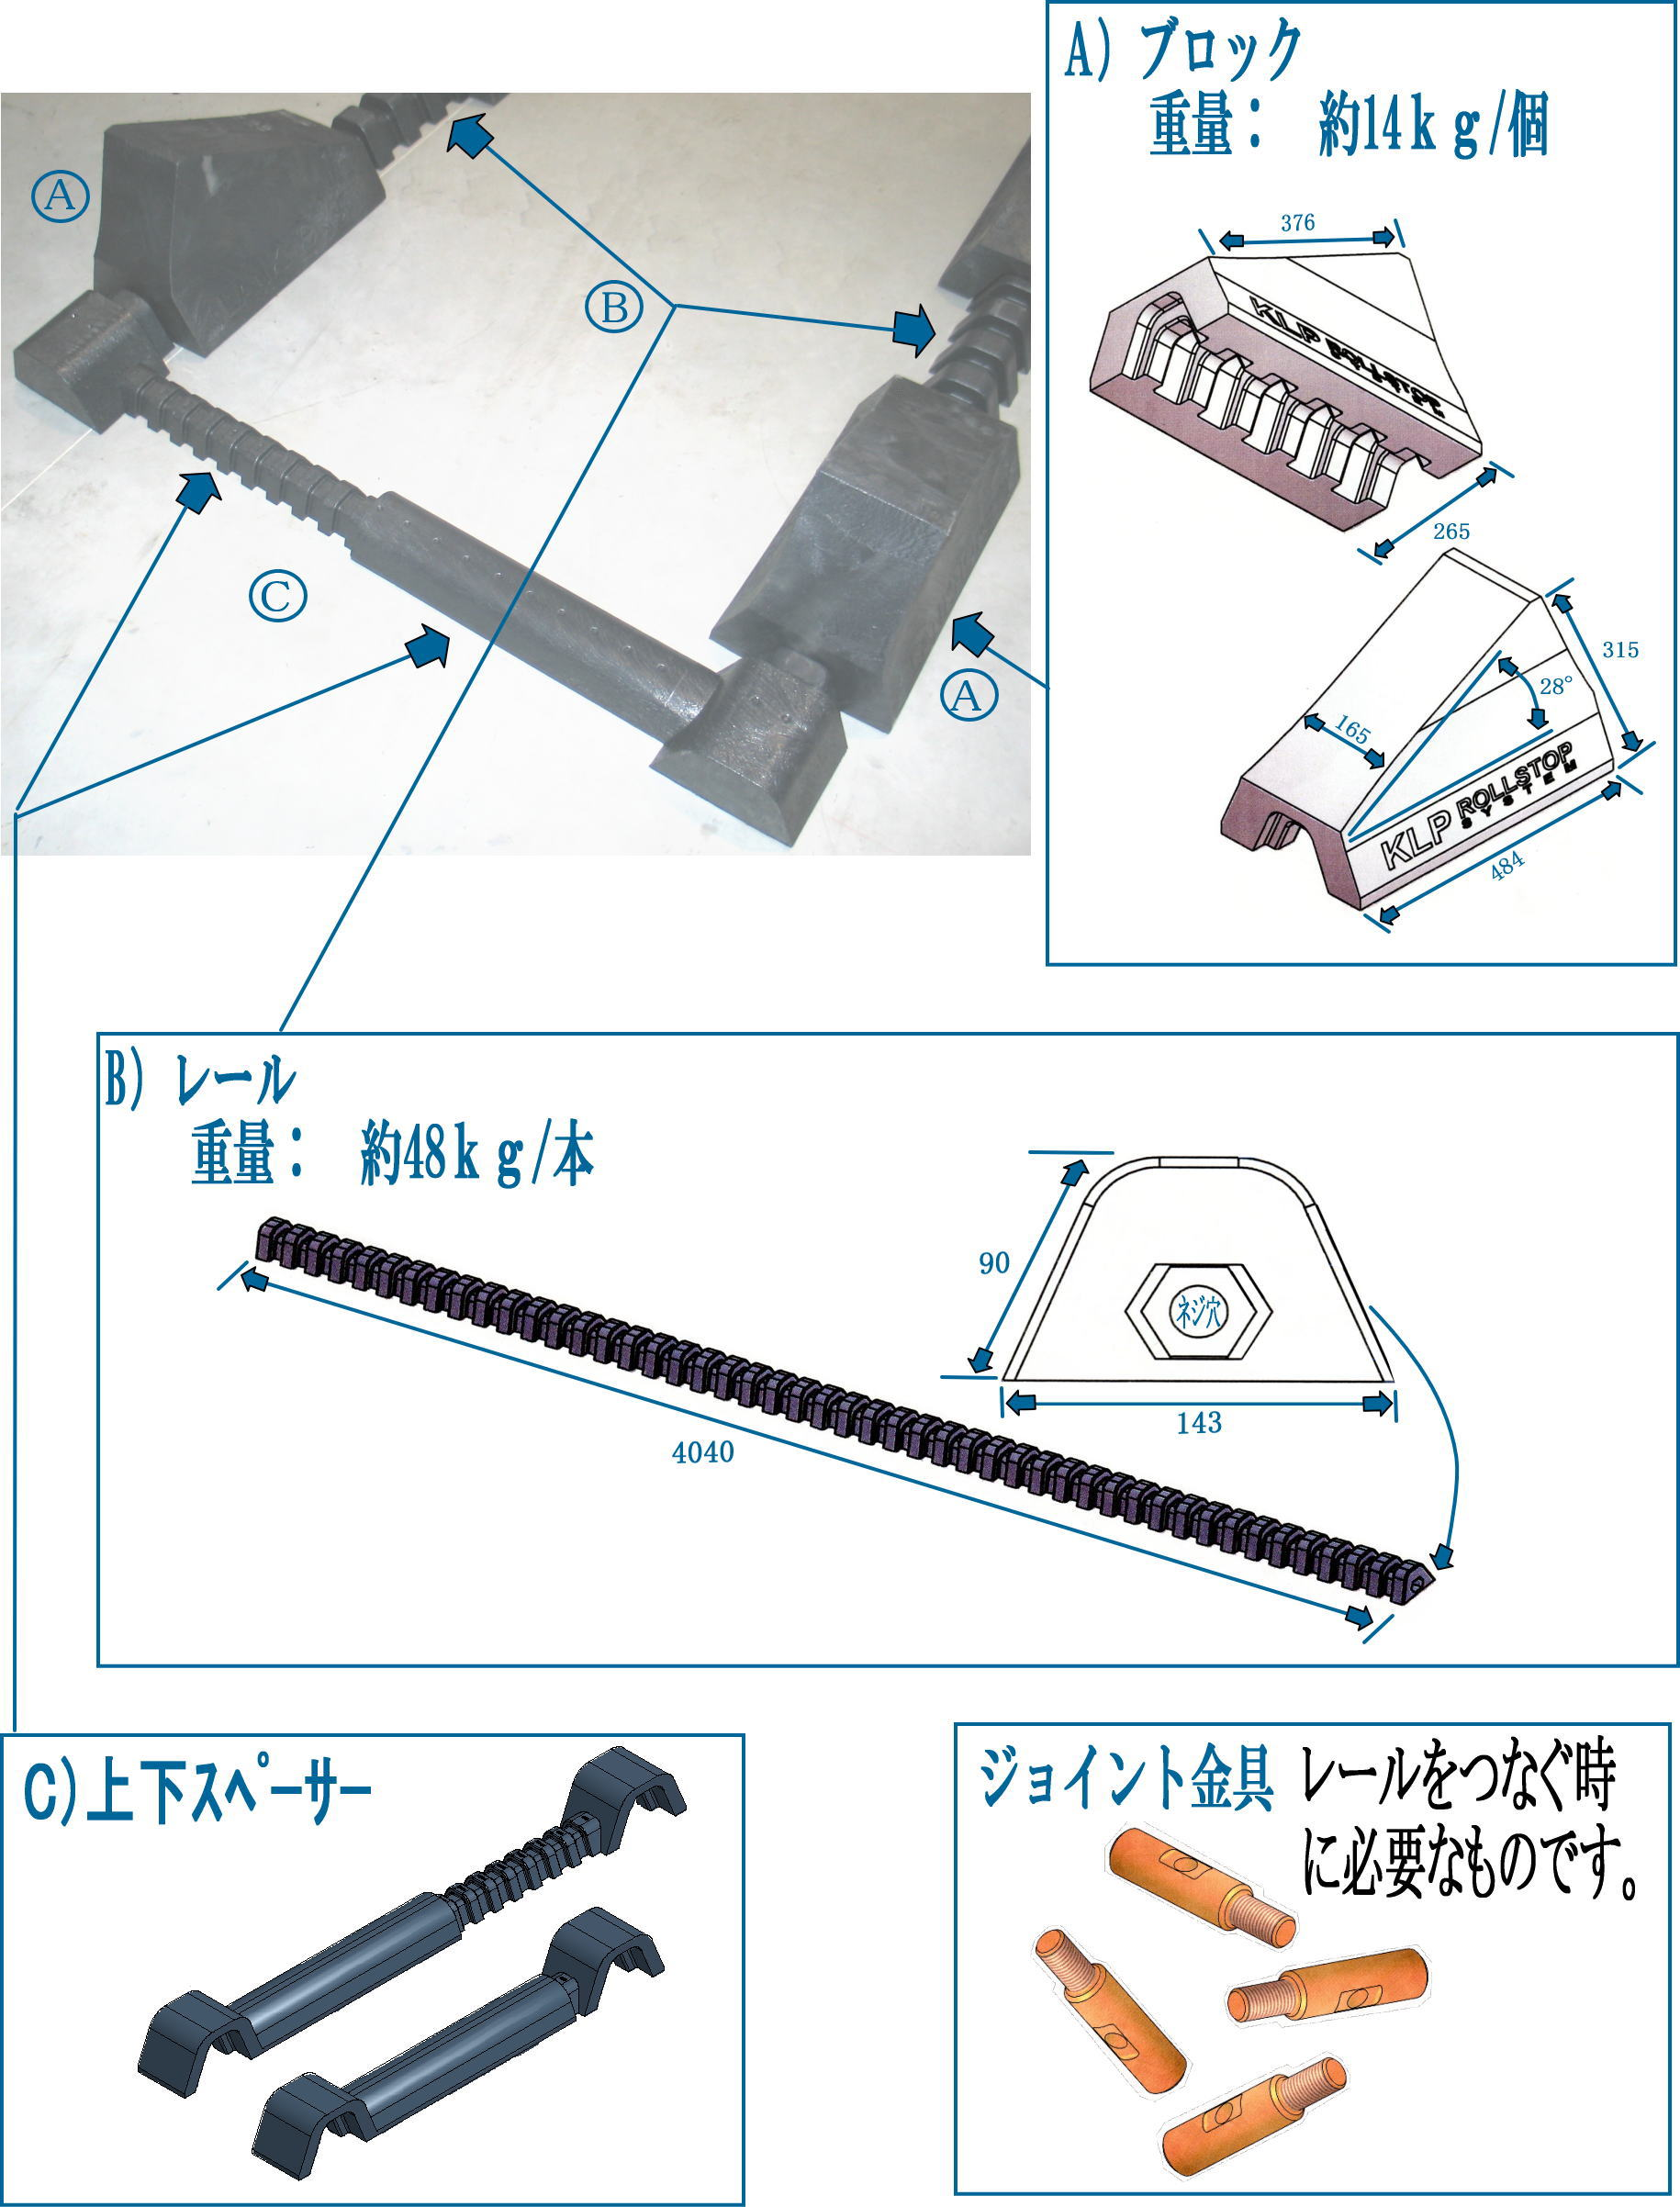 A) ブロック
重量： 約14ｋｇ/個
376
KLP ROLLSTOP
265
315
28°
165
KLP ROLLSTOP
SYSTEM
484
A
B
C
A
B) レール
重量： 約48ｋｇ/本
90
ネジ穴
143
4040
C)上下ｽﾍﾟｰｻｰ
ジョイント金具 レールをつなぐ時
に必要なものです。